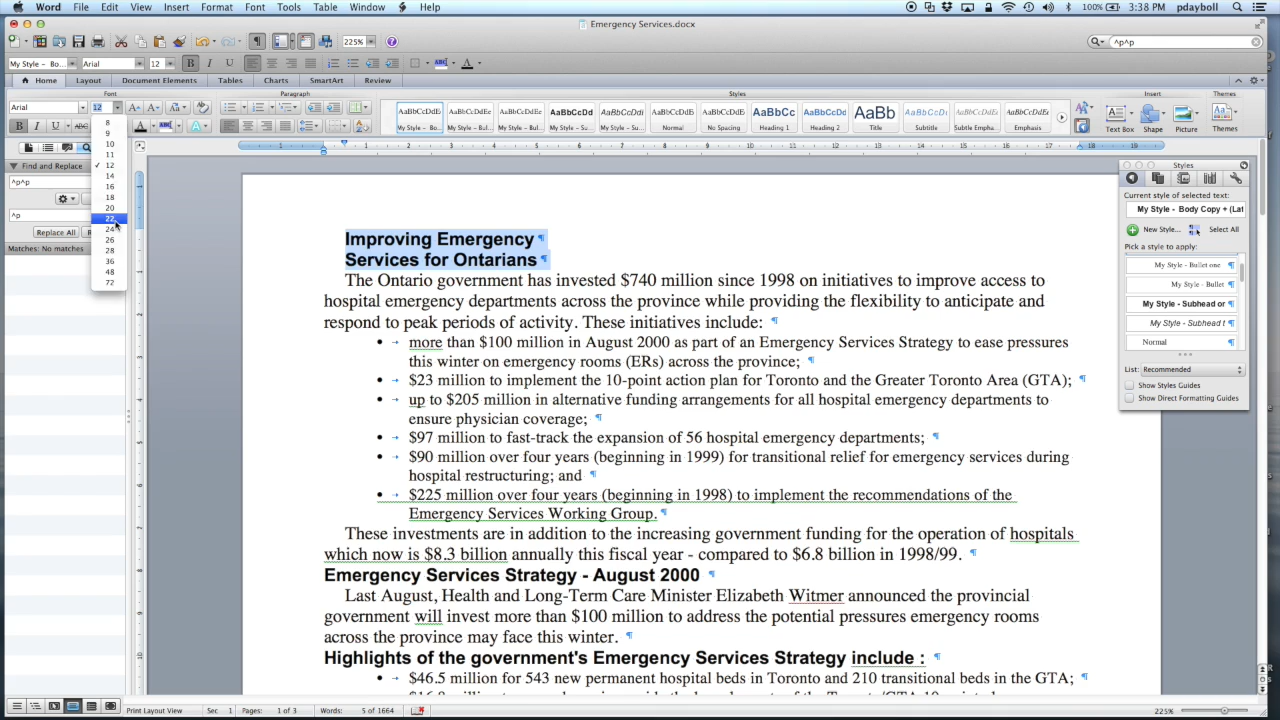 Word File Edit View Insert Format Font Tools Table Window Help 100% 3:38 PM pdayboll
Emergency Services.docx
225% ^p^p
My Style - Bo... Arial 12 B I U ABC A
Home Layout Document Elements Tables Charts SmartArt Review
Font Paragraph Styles Insert Themes
Arial 12
AaBbCcDdEe AaBbCcDdEe AaBbCcDdEe AaBbCcDd AaBbCcDdEe AaBbCcDdEe AaBbCcDdEe AaBbCc AaBbCcDd AaBb AaBbCcDd AaBbCcDdEe AaBbCcDdEe
My Style - Bo... My Style - Bul... My Style - Bul... My Style - Su... My Style - Su... Normal No Spacing Heading 1 Heading 2 Title Subtitle Subtle Empha... Emphasis Text Box Shape Picture Themes
B I U ABC
8
9
10
11
✓ 12
14
16
18
20
22
24
26
28
36
48
72
Find and Replace
^p^p
^p
Replace All
Matches: No matches
Improving Emergency ¶
Services for Ontarians ¶
The Ontario government has invested $740 million since 1998 on initiatives to improve access to
hospital emergency departments across the province while providing the flexibility to anticipate and
respond to peak periods of activity. These initiatives include: ¶
• → more than $100 million in August 2000 as part of an Emergency Services Strategy to ease pressures
this winter on emergency rooms (ERs) across the province; ¶
• → $23 million to implement the 10-point action plan for Toronto and the Greater Toronto Area (GTA); ¶
• → up to $205 million in alternative funding arrangements for all hospital emergency departments to
ensure physician coverage; ¶
• → $97 million to fast-track the expansion of 56 hospital emergency departments; ¶
• → $90 million over four years (beginning in 1999) for transitional relief for emergency services during
hospital restructuring; and ¶
• → $225 million over four years (beginning in 1998) to implement the recommendations of the
Emergency Services Working Group. ¶
These investments are in addition to the increasing government funding for the operation of hospitals
which now is $8.3 billion annually this fiscal year - compared to $6.8 billion in 1998/99. ¶
Emergency Services Strategy - August 2000 ¶
Last August, Health and Long-Term Care Minister Elizabeth Witmer announced the provincial
government will invest more than $100 million to address the potential pressures emergency rooms
across the province may face this winter. ¶
Highlights of the government's Emergency Services Strategy include : ¶
• → $46.5 million for 543 new permanent hospital beds in Toronto and 210 transitional beds in the GTA; ¶
Styles
Current style of selected text:
My Style - Body Copy + (Lat
New Style... Select All
Pick a style to apply:
My Style - Bullet one ¶
My Style - Bullet ¶
My Style - Subhead or ¶
My Style - Subhead t ¶
Normal ¶
List: Recommended
Show Styles Guides
Show Direct Formatting Guides
Print Layout View Sec 1 Pages: 1 of 3 Words: 5 of 1664 225%